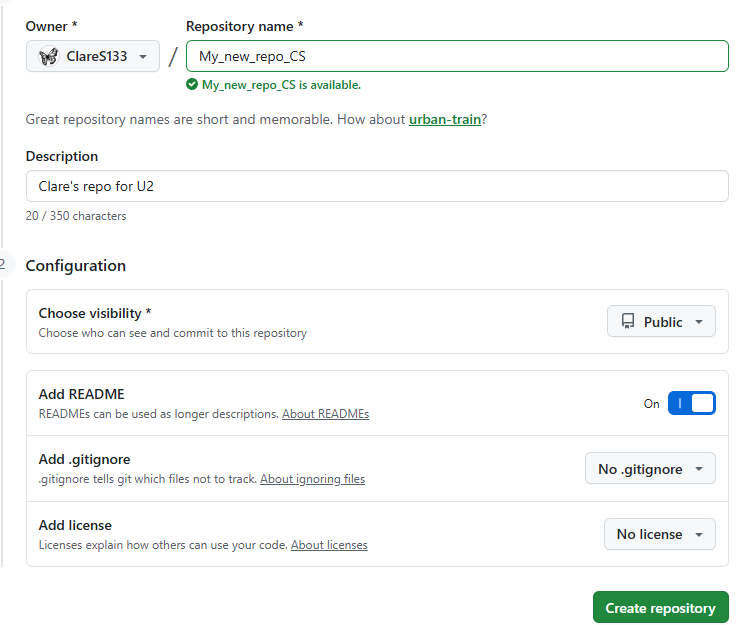 Owner * Repository name *
ClareS133 / My_new_repo_CS
My_new_repo_CS is available.
Great repository names are short and memorable. How about urban-train?
Description
Clare's repo for U2
20 / 350 characters
2 Configuration
Choose visibility *
Choose who can see and commit to this repository
Public
Add README
READMEs can be used as longer descriptions. About READMEs
On
Add .gitignore
.gitignore tells git which files not to track. About ignoring files
No .gitignore
Add license
Licenses explain how others can use your code. About licenses
No license
Create repository